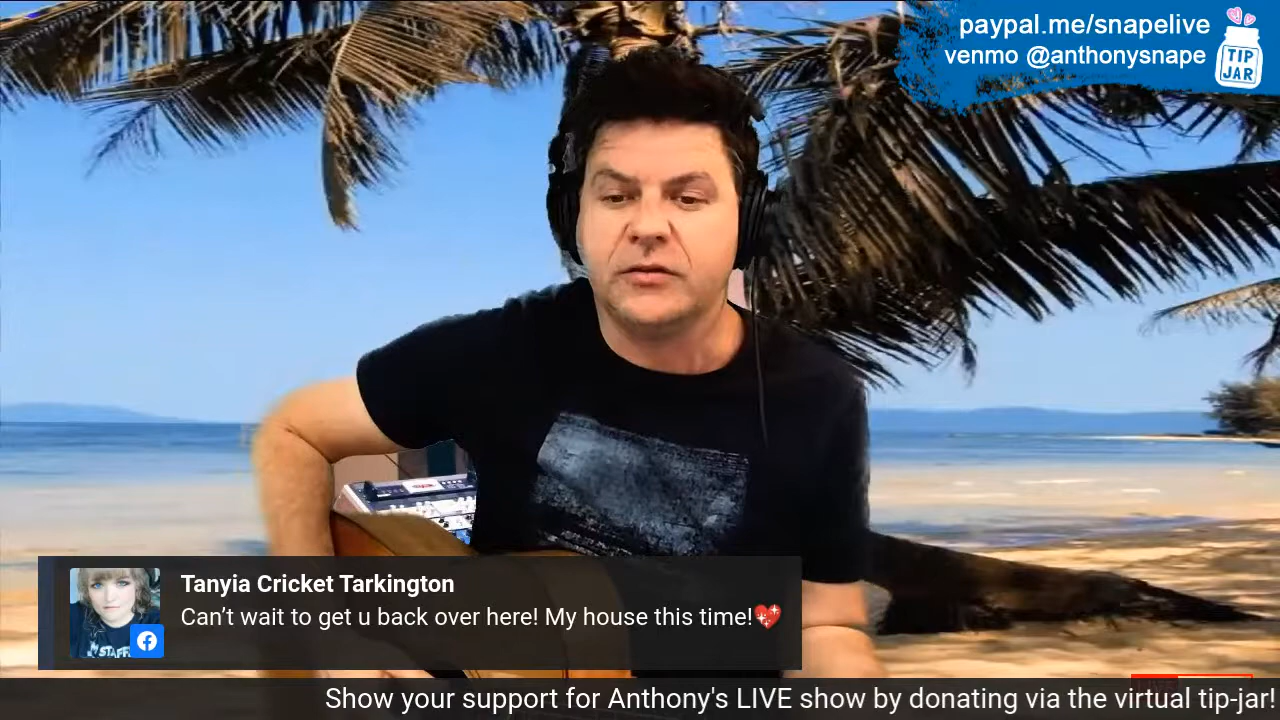 paypal.me/snapelive
venmo @anthonysnape
TIP
JAR
Tanyia Cricket Tarkington
Can't wait to get u back over here! My house this time!💖
STAFF
Show your support for Anthony's LIVE show by donating via the virtual tip-jar!